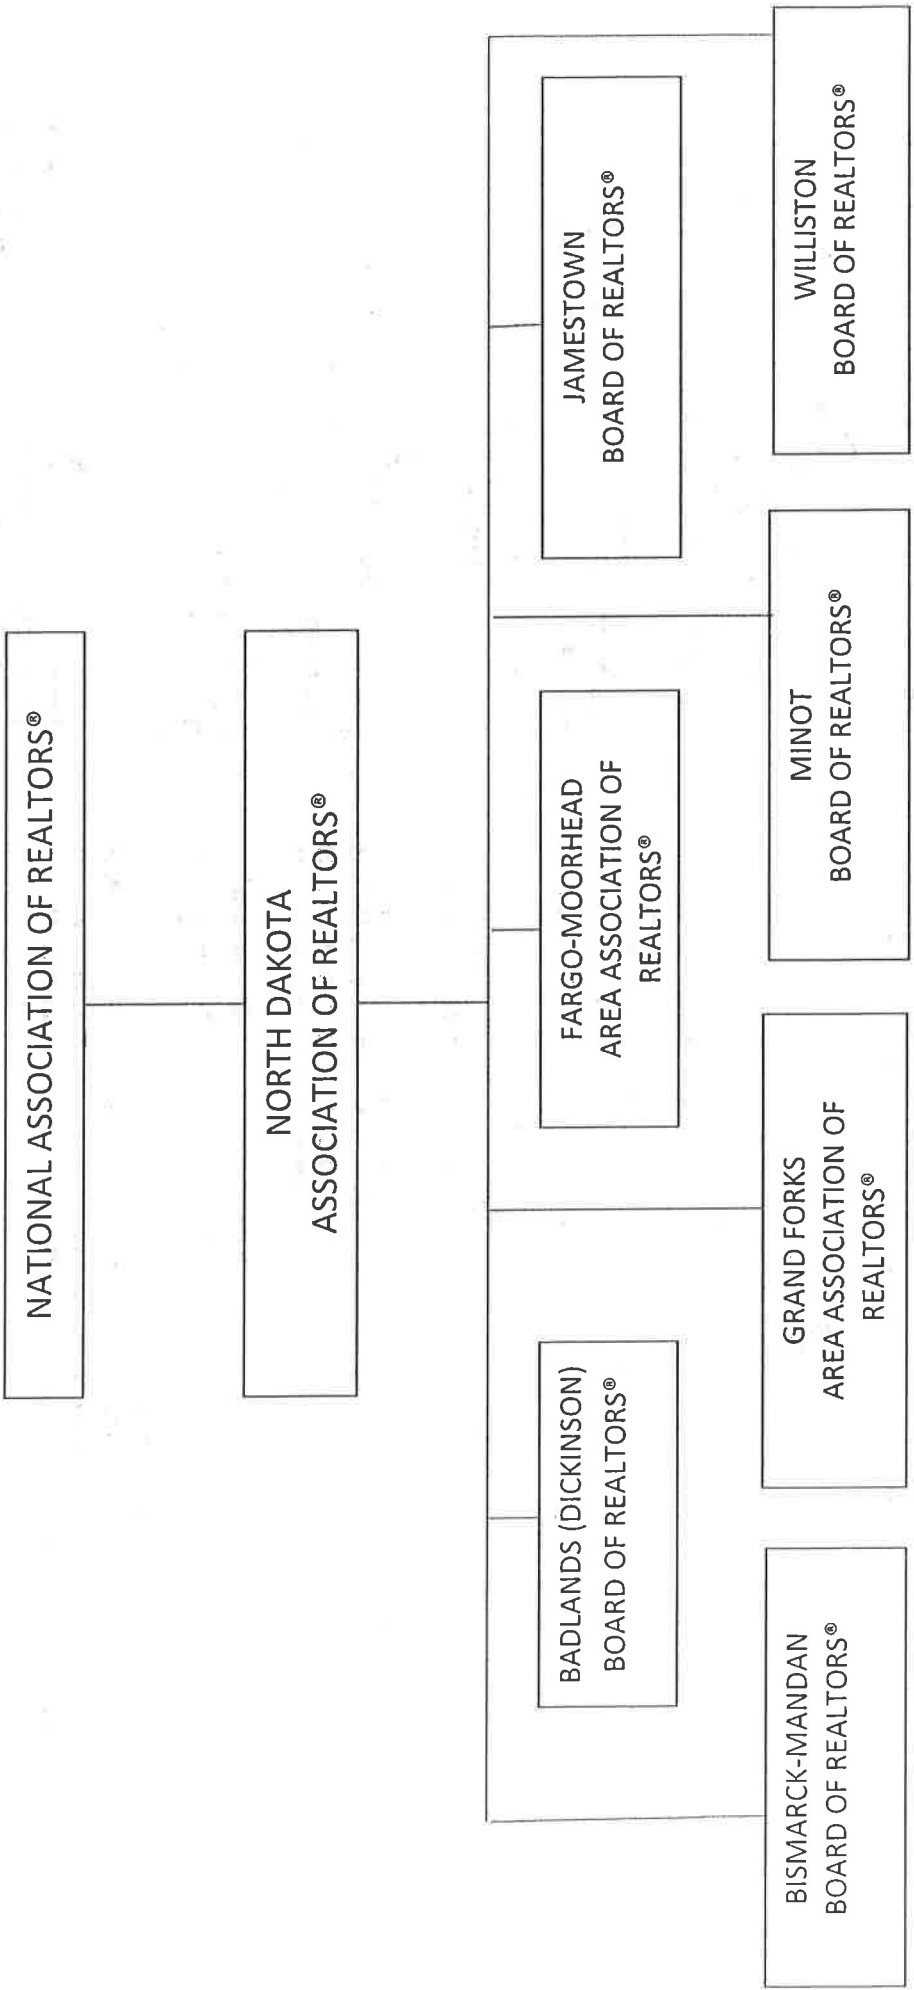 NATIONAL ASSOCIATION OF REALTORS®
NORTH DAKOTA
ASSOCIATION OF REALTORS®
BADLANDS (DICKINSON)
BOARD OF REALTORS®
FARGO-MOORHEAD
AREA ASSOCIATION OF
REALTORS®
JAMESTOWN
BOARD OF REALTORS®
BISMARCK-MANDAN
BOARD OF REALTORS®
GRAND FORKS
AREA ASSOCIATION OF
REALTORS®
MINOT
BOARD OF REALTORS®
WILLISTON
BOARD OF REALTORS®